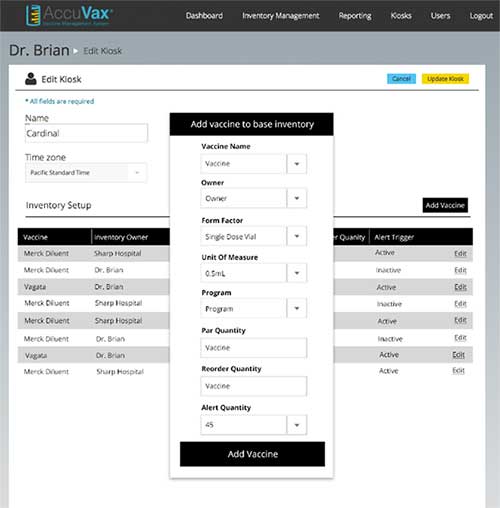 AccuVax®
Vaccine Management System
Dashboard Inventory Management Reporting Kiosks Users Logout
Dr. Brian Edit Kiosk
Edit Kiosk
Cancel Update Kiosk
* All fields are required
Name
Cardinal
Time zone
Pacific Standard Time
Inventory Setup
Add Vaccine
Add vaccine to base inventory
Vaccine Name
Vaccine
Owner
Owner
Form Factor
Single Dose Vial
Unit Of Measure
0.5mL
Program
Program
Par Quantity
Vaccine
Reorder Quantity
Vaccine
Alert Quantity
45
Add Vaccine
Vaccine Inventory Owner r Quanity Alert Trigger
Merck Diluent Sharp Hospital Active Edit
Merck Diluent Dr. Brian Inactive Edit
Vagata Dr. Brian Active Edit
Merck Diluent Sharp Hospital Active Edit
Merck Diluent Sharp Hospital Active Edit
Merck Diluent Dr. Brian Inactive Edit
Vagata Dr. Brian Active Edit
Merck Diluent Sharp Hospital Active Edit